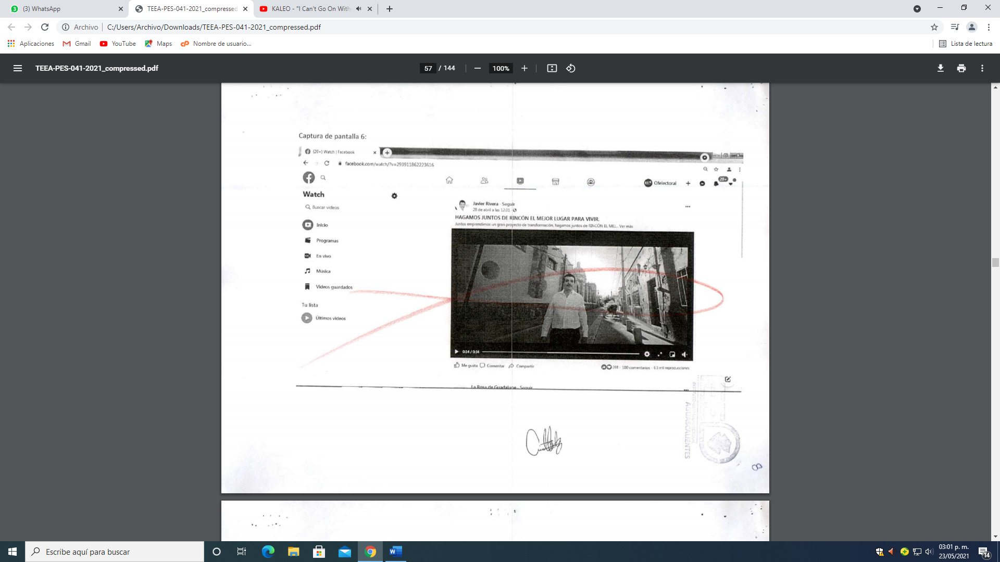 (3) WhatsApp
TEEA-PES-041-2021_compressed
KALEO - "I Can't Go On With
Archivo
C:/Users/Archivo/Downloads/TEEA-PES-041-2021_compressed.pdf
Aplicaciones
Gmail
YouTube
Maps
Nombre de usuario...
Lista de lectura
TEEA-PES-041-2021_compressed.pdf
57 / 144
100%
Captura de pantalla 6:
(20+) Watch | Facebook
facebook.com/watch/?v=293911862223616
Ofelectoral
20+
Watch
Buscar videos
Inicio
Programas
En vivo
Música
Videos guardados
Tu lista
Últimos videos
Javier Rivera · Seguir
28 de abril a las 12:31
HAGAMOS JUNTOS DE RINCÓN EL MEJOR LUGAR PARA VIVIR.
Juntos emprendimos un gran proyecto de transformación, hagamos juntos de RINCÓN EL MEJ... Ver más
0:14 / 0:34
Me gusta
Comentar
Compartir
268 · 100 comentarios · 6.5 mil reproducciones
La Rosa de Guadalupe · Seguir
AGUASCALIENTES
8
Escribe aquí para buscar
03:01 p. m.
23/05/2021
14